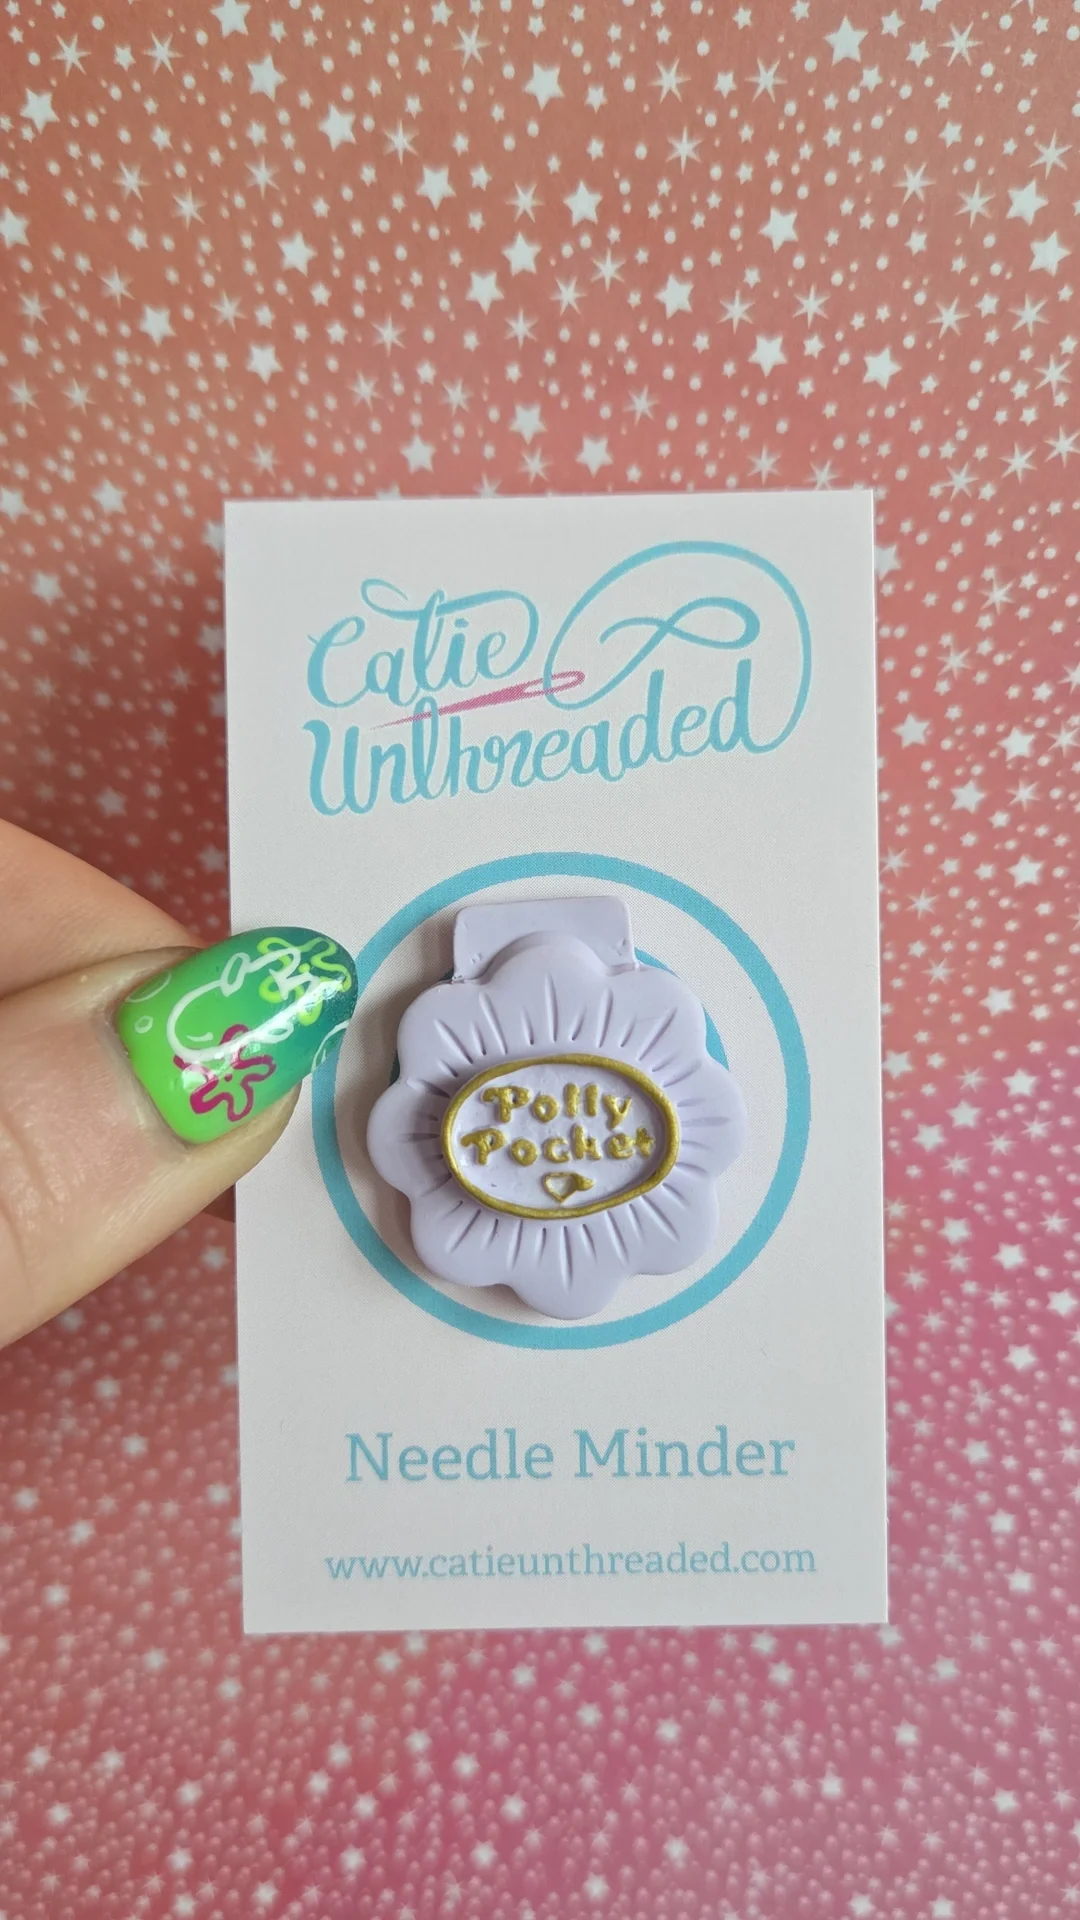 Catie
Unthreaded
Polly
Pocket
Needle Minder
www.catieunthreaded.com